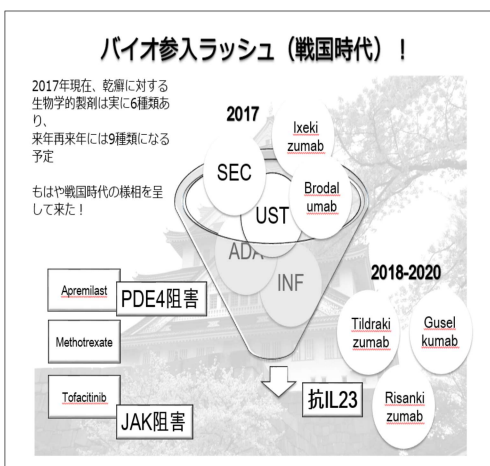 バイオ参入ラッシュ（戦国時代）！
2017年現在、乾癬に対する
生物学的製剤は実に6種類あ
り、
来年再来年には9種類になる
予定
もはや戦国時代の様相を呈
して来た！
2017
Ixeki
zumab
SEC
Brodal
umab
UST
ADA
INF
2018-2020
Tildraki
zumab
Gusel
kumab
Risanki
zumab
抗IL23
Apremilast
PDE4阻害
Methotrexate
Tofacitinib
JAK阻害